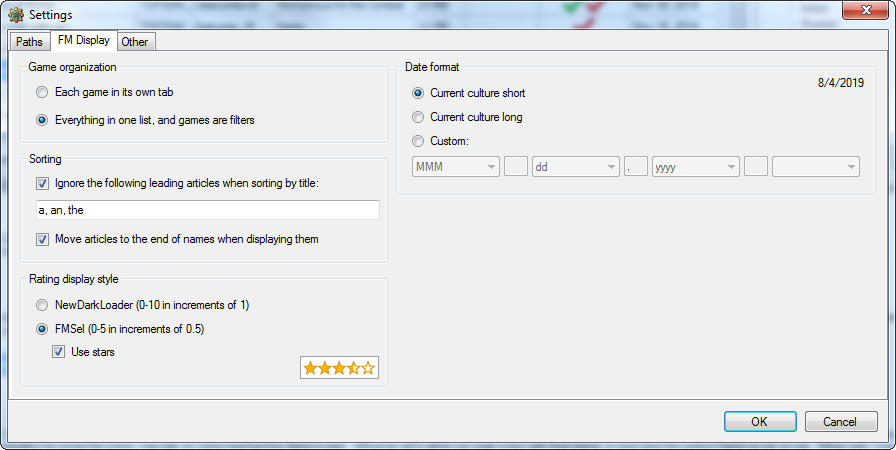 Settings
Paths
FM Display
Other
Game organization
Each game in its own tab
Everything in one list, and games are filters
Sorting
Ignore the following leading articles when sorting by title:
a, an, the
Move articles to the end of names when displaying them
Rating display style
NewDarkLoader (0-10 in increments of 1)
FMSel (0-5 in increments of 0.5)
Use stars
Date format
8/4/2019
Current culture short
Current culture long
Custom:
MMM dd , yyyy
OK
Cancel